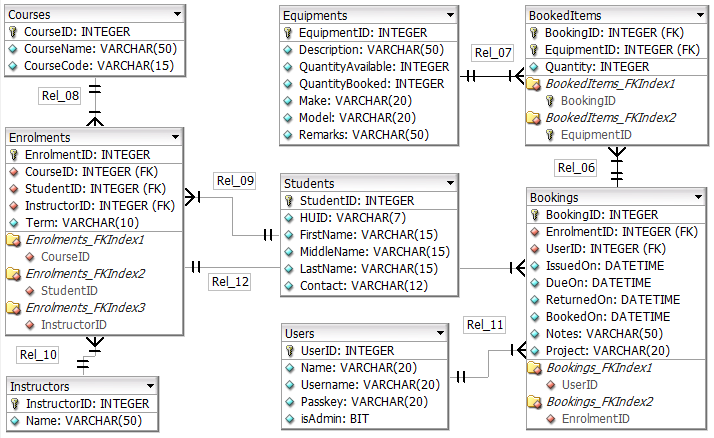 Courses
CourseID: INTEGER
CourseName: VARCHAR(50)
CourseCode: VARCHAR(15)
Rel_08
Enrolments
EnrolmentID: INTEGER
CourseID: INTEGER (FK)
StudentID: INTEGER (FK)
InstructorID: INTEGER (FK)
Term: VARCHAR(10)
Enrolments_FKIndex1
CourseID
Enrolments_FKIndex2
StudentID
Enrolments_FKIndex3
InstructorID
Rel_10
Instructors
InstructorID: INTEGER
Name: VARCHAR(50)
Rel_09
Rel_12
Equipments
EquipmentID: INTEGER
Description: VARCHAR(50)
QuantityAvailable: INTEGER
QuantityBooked: INTEGER
Make: VARCHAR(20)
Model: VARCHAR(20)
Remarks: VARCHAR(50)
Rel_07
Students
StudentID: INTEGER
HUID: VARCHAR(7)
FirstName: VARCHAR(15)
MiddleName: VARCHAR(15)
LastName: VARCHAR(15)
Contact: VARCHAR(12)
Users
UserID: INTEGER
Name: VARCHAR(20)
Username: VARCHAR(20)
Passkey: VARCHAR(20)
isAdmin: BIT
Rel_11
BookedItems
BookingID: INTEGER (FK)
EquipmentID: INTEGER (FK)
Quantity: INTEGER
BookedItems_FKIndex1
BookingID
BookedItems_FKIndex2
EquipmentID
Rel_06
Bookings
BookingID: INTEGER
EnrolmentID: INTEGER (FK)
UserID: INTEGER (FK)
IssuedOn: DATETIME
DueOn: DATETIME
ReturnedOn: DATETIME
BookedOn: DATETIME
Notes: VARCHAR(50)
Project: VARCHAR(20)
Bookings_FKIndex1
UserID
Bookings_FKIndex2
EnrolmentID